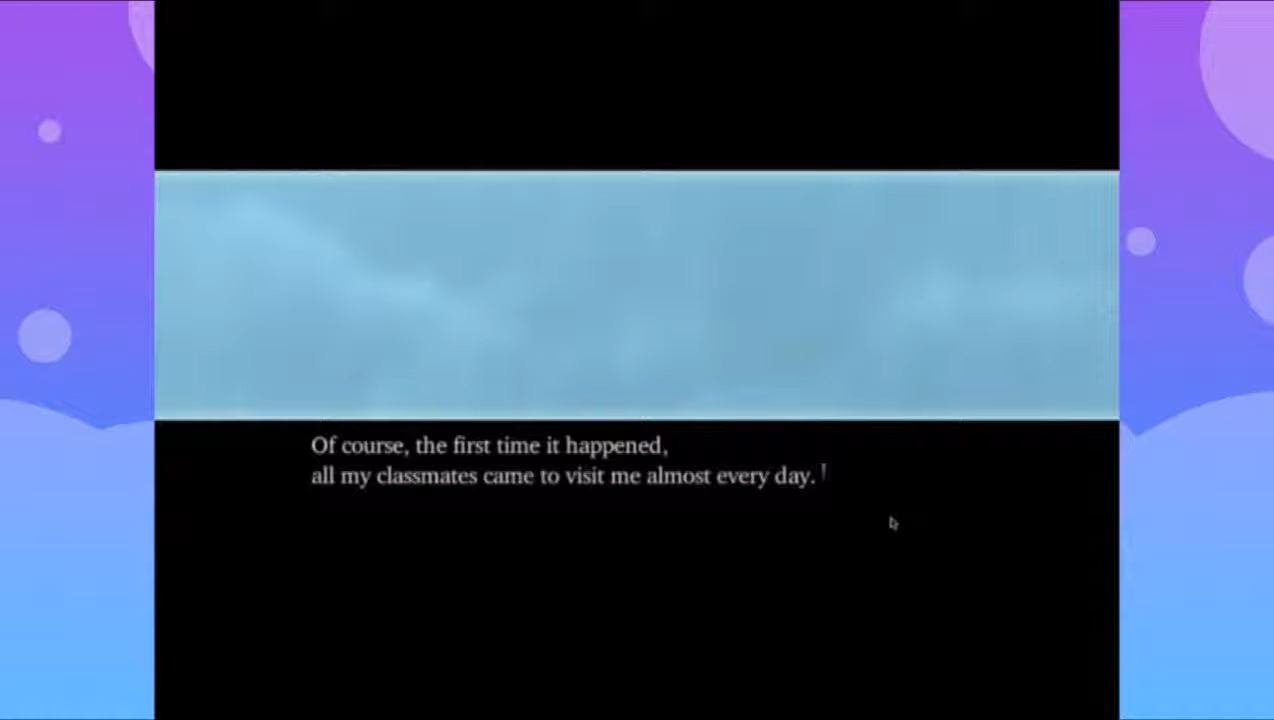 Of course, the first time it happened,
all my classmates came to visit me almost every day.